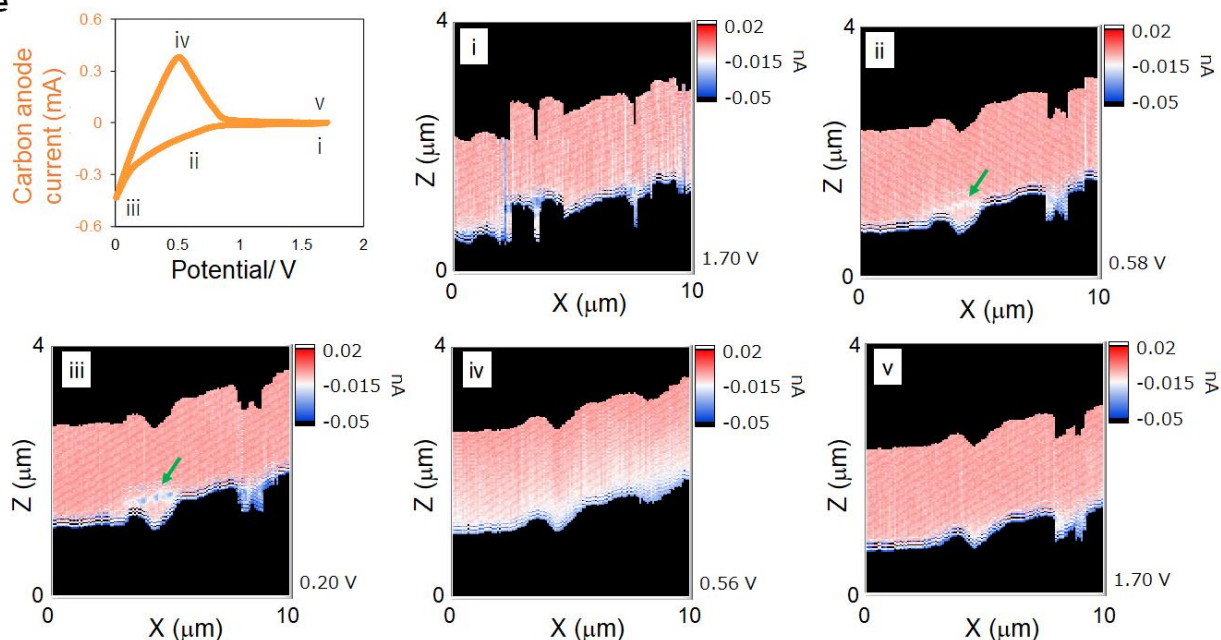 e
Carbon anode
current (mA)
0.6
0.3
0
-0.3
-0.6
iv
v
i
ii
iii
0
0.5
1
1.5
2
Potential/ V
i
4
Z (μm)
0
0
10
X (μm)
0.02
-0.015
-0.05
nA
1.70 V
ii
4
Z (μm)
0
0
10
X (μm)
0.02
-0.015
-0.05
nA
0.58 V
iii
4
Z (μm)
0
0
10
X (μm)
0.02
-0.015
-0.05
nA
0.20 V
iv
4
Z (μm)
0
0
10
X (μm)
0.02
-0.015
-0.05
nA
0.56 V
v
4
Z (μm)
0
0
10
X (μm)
0.02
-0.015
-0.05
nA
1.70 V